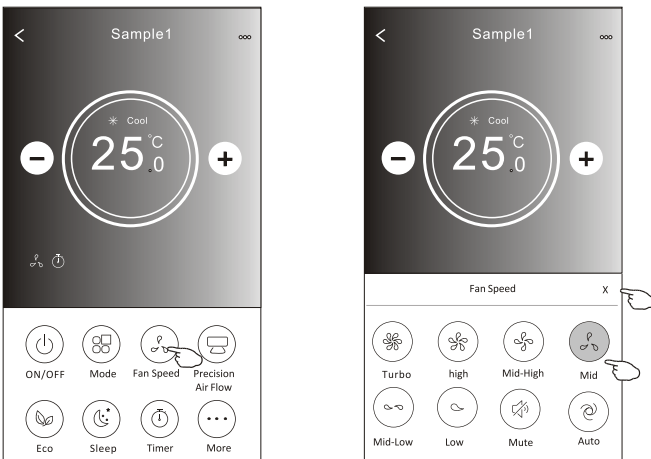 Sample1
Cool
25.0°C
ON/OFF Mode Fan Speed Precision
Air Flow
Eco Sleep Timer More
Sample1
Cool
25.0°C
Fan Speed X
Turbo high Mid-High Mid
Mid-Low Low Mute Auto